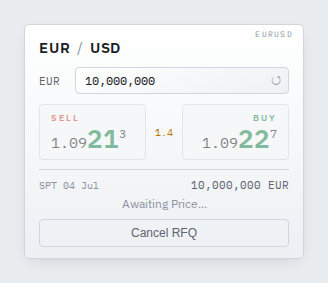 EURUSD
EUR / USD
EUR 10,000,000
SELL BUY
1.09213 1.4 1.09227
SPT 04 Jul 10,000,000 EUR
Awaiting Price...
Cancel RFQ